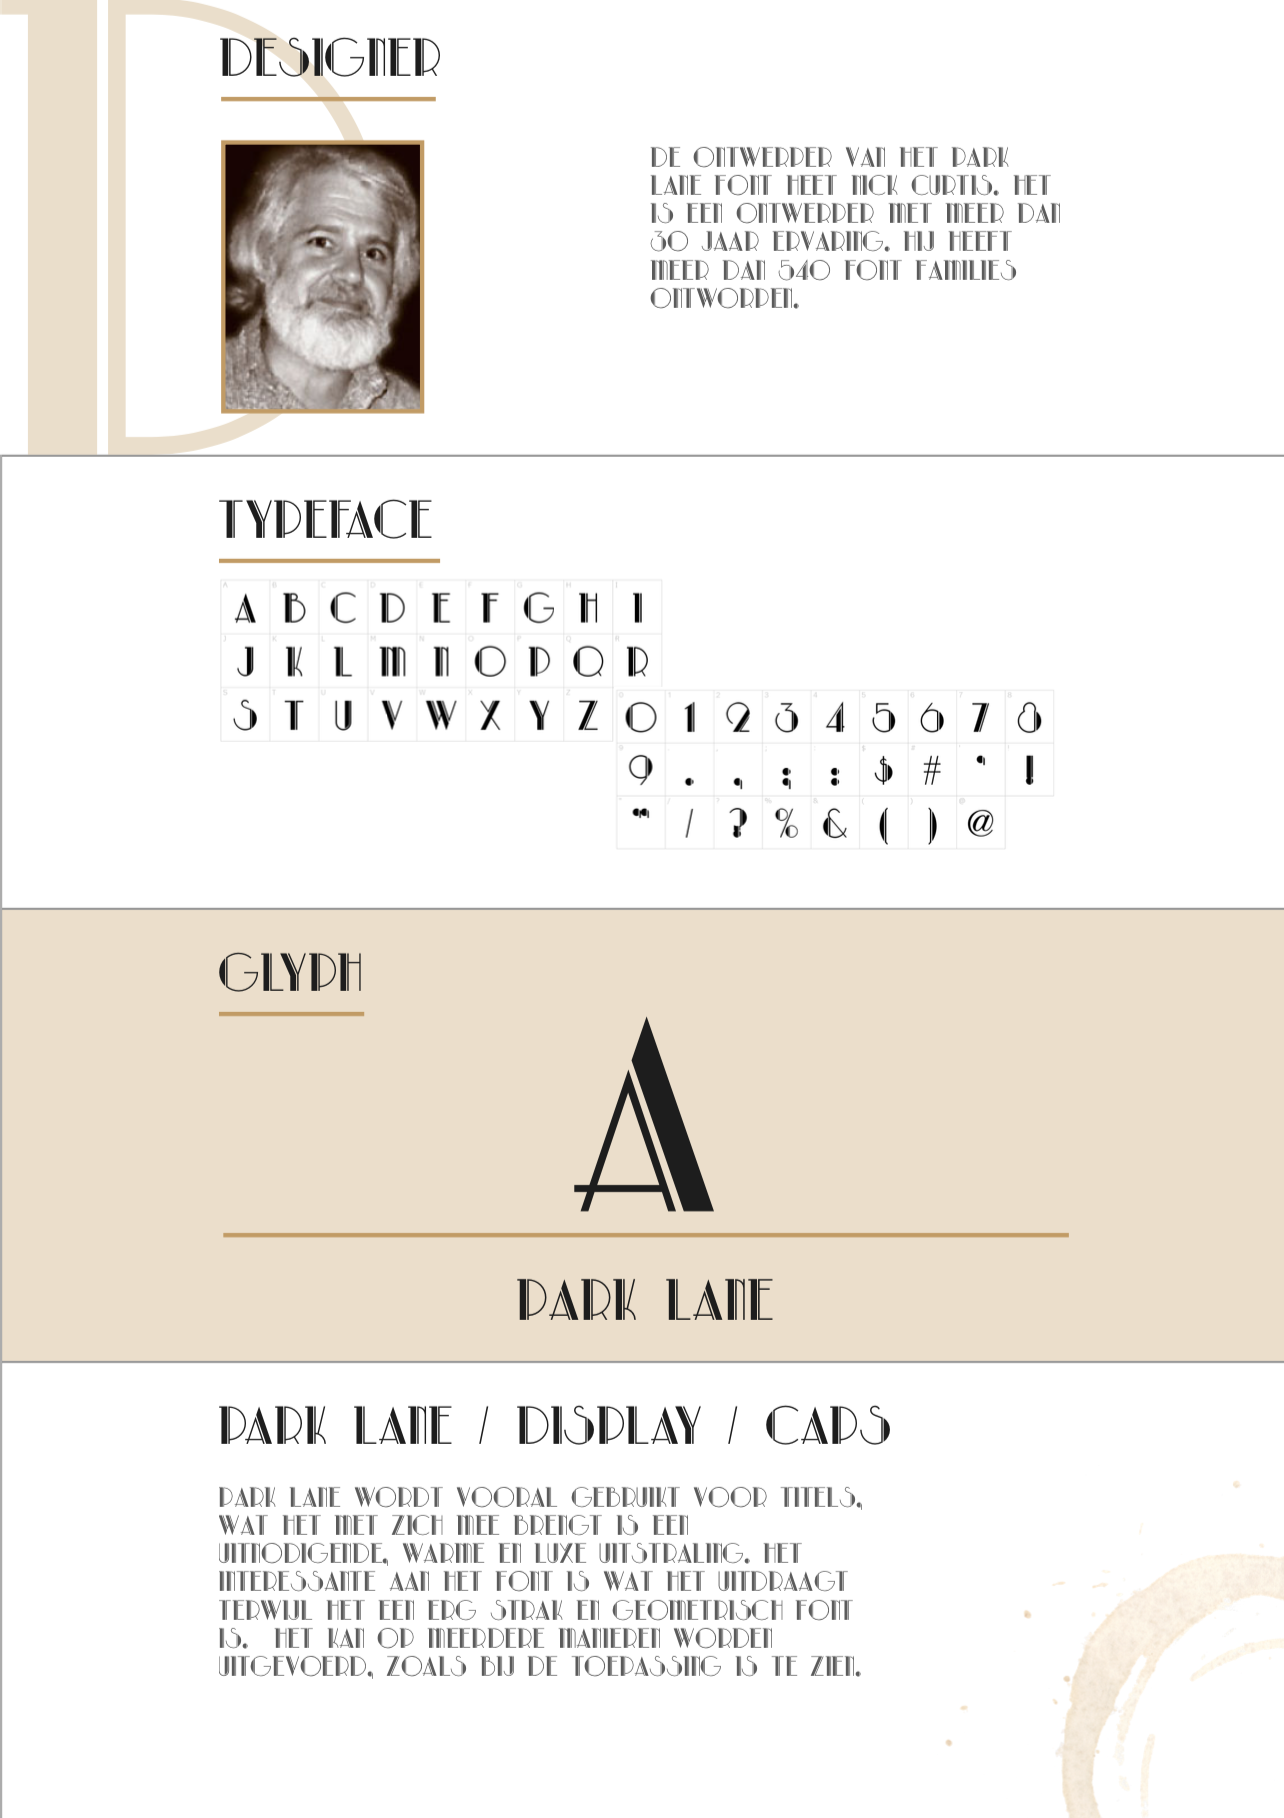 DESIGNER
DE ONTWERPER VAN HET PARK
LANE FONT HEET NICK CURTIS. HET
IS EEN ONTWERPER MET MEER DAN
30 JAAR ERVARING. HIJ HEEFT
MEER DAN 540 FONT FAMILIES
ONTWORPEN.
TYPEFACE
A B C D E F G H I
J K L M N O P Q R
S T U V W X Y Z
0 1 2 3 4 5 6 7 8
9 . , ; : $ # ' !
" / ? % & ( ) @
GLYPH
A
PARK LANE
PARK LANE / DISPLAY / CAPS
PARK LANE WORDT VOORAL GEBRUIKT VOOR TITELS,
WAT HET MET ZICH MEE BRENGT IS EEN
UITNODIGENDE, WARME EN LUXE UITSTRALING. HET
INTERESSANTE AAN HET FONT IS WAT HET UITDRAAGT
TERWIJL HET EEN ERG STRAK EN GEOMETRISCH FONT
IS. HET KAN OP MEERDERE MANIEREN WORDEN
UITGEVOERD, ZOALS BIJ DE TOEPASSING IS TE ZIEN.